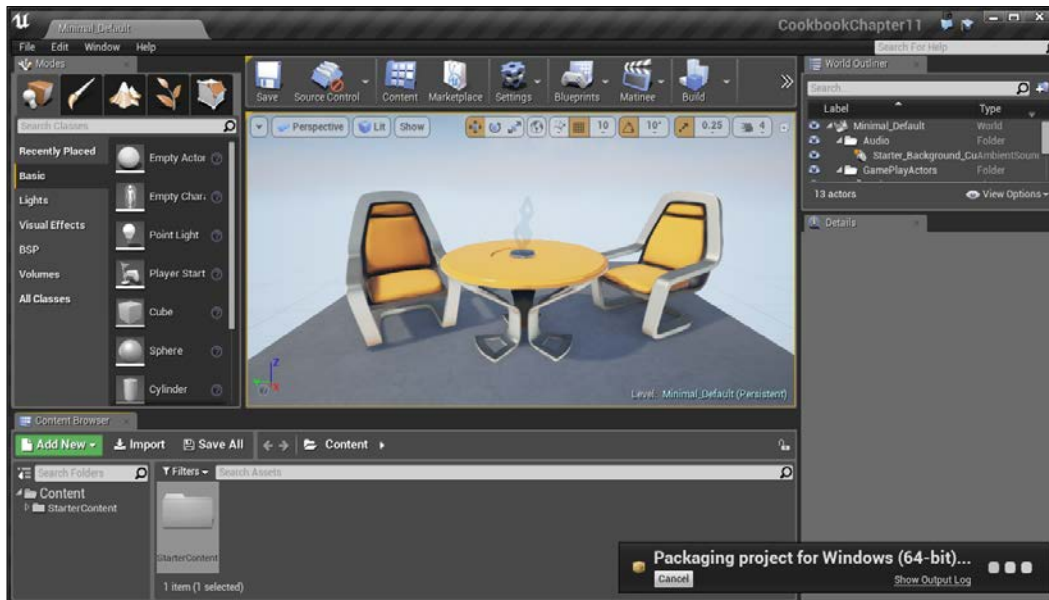 Minimal_Default
CookbookChapter11
File Edit Window Help
Search For Help
Modes
Save Source Control Content Marketplace Settings Blueprints Matinee Build
World Outliner
Search...
Label Type
Minimal_Default World
Audio Folder
Starter_Background_Cu AmbientSoun
GamePlayActors Folder
13 actors View Options
Details
Search Classes
Recently Placed
Basic
Lights
Visual Effects
BSP
Volumes
All Classes
Empty Actor
Empty Chara
Point Light
Player Start
Cube
Sphere
Cylinder
Perspective Lit Show 10 10° 0.25 4
Z
Level: Minimal_Default (Persistent)
Content Browser
Add New Import Save All Content
Search Folders
Filters Search Assets
Content
StarterContent
StarterContent
1 item (1 selected)
Packaging project for Windows (64-bit)...
Cancel Show Output Log